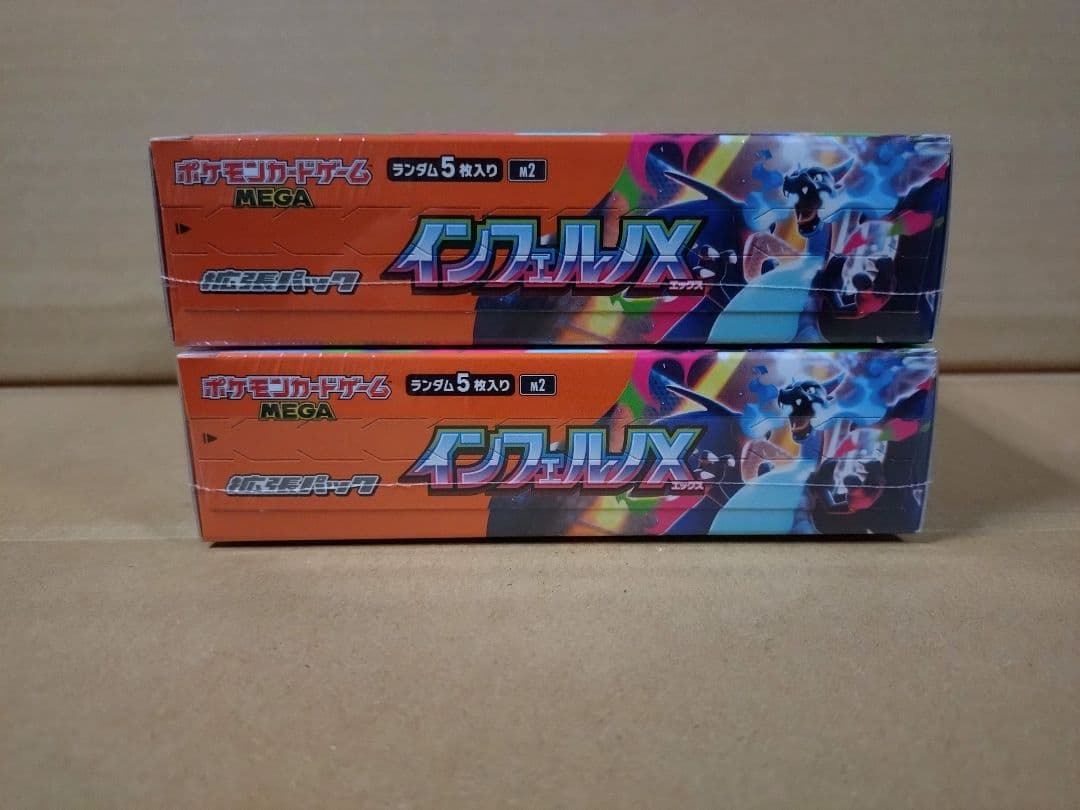 ポケモンカードゲーム
MEGA
ランダム5枚入り M2
拡張パック
インフェルノX
エックス
ポケモンカードゲーム
MEGA
ランダム5枚入り M2
拡張パック
インフェルノX
エックス